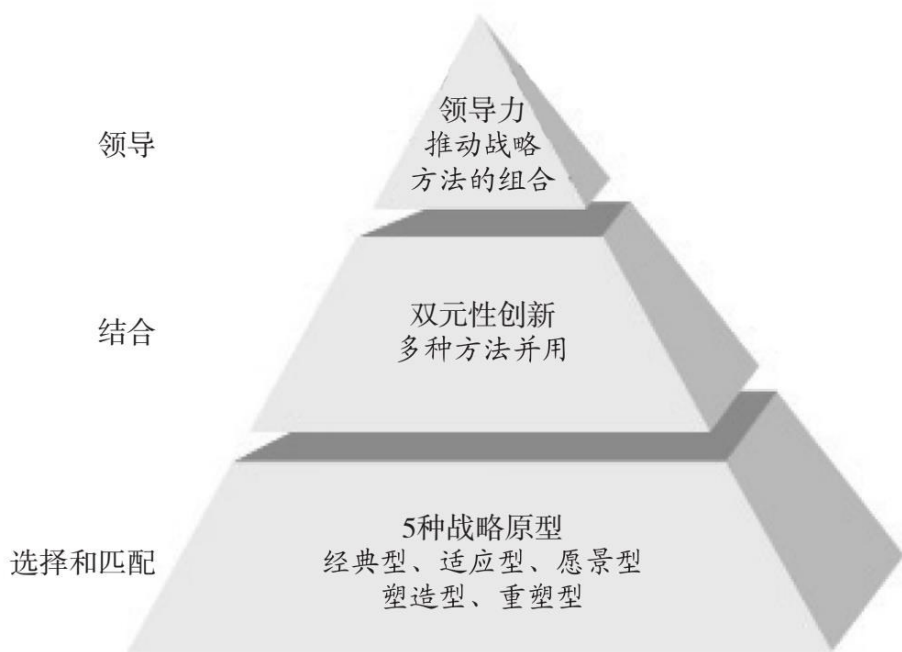 领导
领导力
推动战略
方法的组合
结合
双元性创新
多种方法并用
选择和匹配
5种战略原型
经典型、适应型、愿景型
塑造型、重塑型